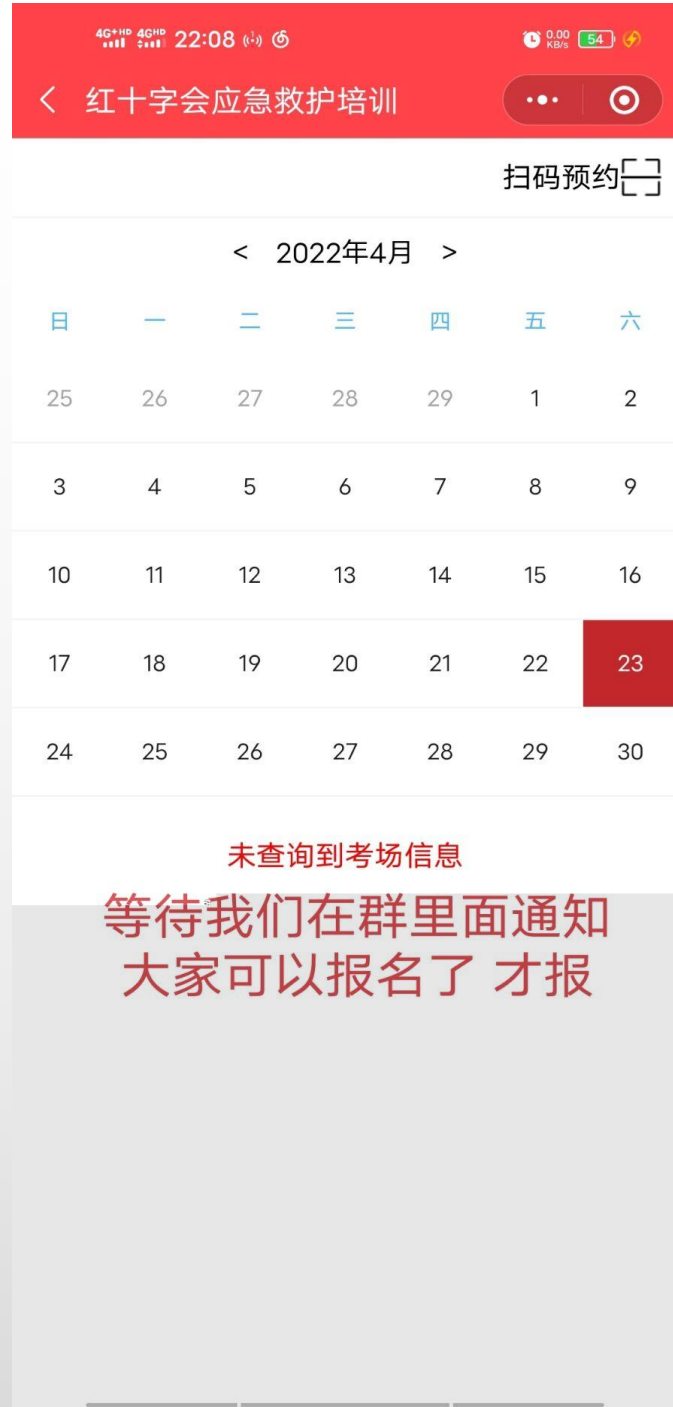 4G+HD 4GHD 22:08 0.00 KB/s 54
红十字会应急救护培训
扫码预约
< 2022年4月 >
日 一 二 三 四 五 六
25 26 27 28 29 1 2
3 4 5 6 7 8 9
10 11 12 13 14 15 16
17 18 19 20 21 22 23
24 25 26 27 28 29 30
未查询到考场信息
等待我们在群里面通知
大家可以报名了 才报